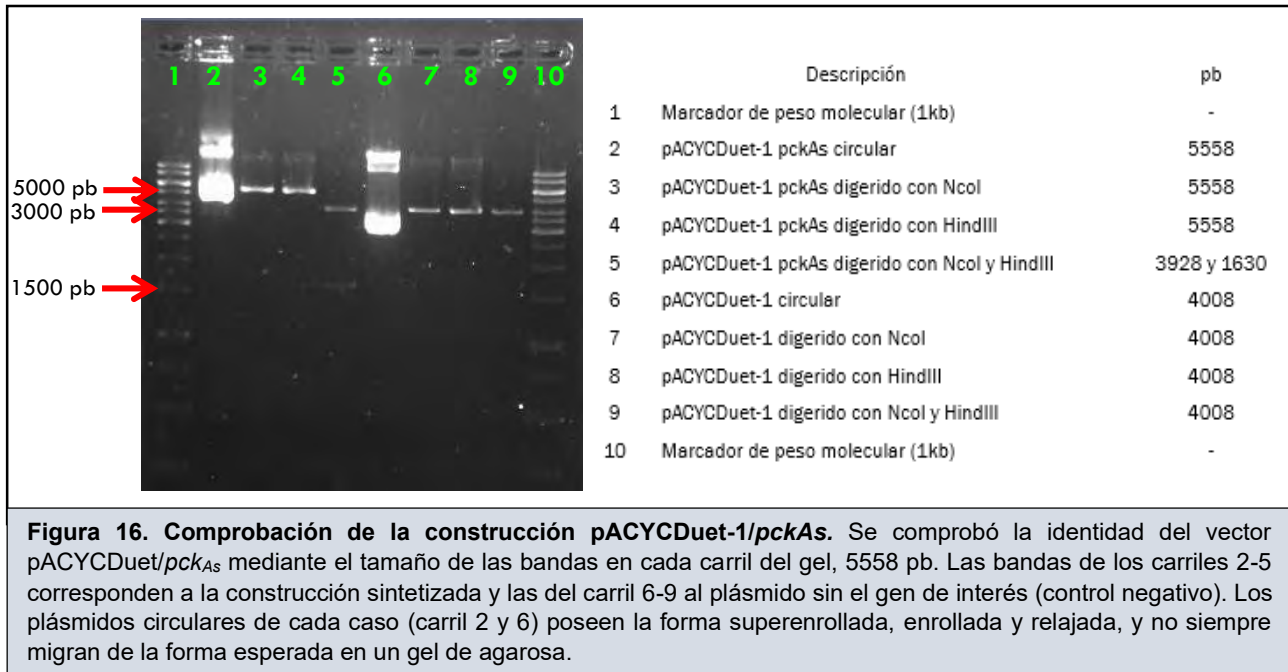 1 2 3 4 5 6 7 8 9 10
5000 pb
3000 pb
1500 pb
Descripción pb
1 Marcador de peso molecular (1kb) -
2 pACYCDuet-1 pckAs circular 5558
3 pACYCDuet-1 pckAs digerido con NcoI 5558
4 pACYCDuet-1 pckAs digerido con HindIII 5558
5 pACYCDuet-1 pckAs digerido con NcoI y HindIII 3928 y 1630
6 pACYCDuet-1 circular 4008
7 pACYCDuet-1 digerido con NcoI 4008
8 pACYCDuet-1 digerido con HindIII 4008
9 pACYCDuet-1 digerido con NcoI y HindIII 4008
10 Marcador de peso molecular (1kb) -
Figura 16. Comprobación de la construcción pACYCDuet-1/pckAs. Se comprobó la identidad del vector
pACYCDuet/pckAs mediante el tamaño de las bandas en cada carril del gel, 5558 pb. Las bandas de los carriles 2-5
corresponden a la construcción sintetizada y las del carril 6-9 al plásmido sin el gen de interés (control negativo). Los
plásmidos circulares de cada caso (carril 2 y 6) poseen la forma superenrollada, enrollada y relajada, y no siempre
migran de la forma esperada en un gel de agarosa.